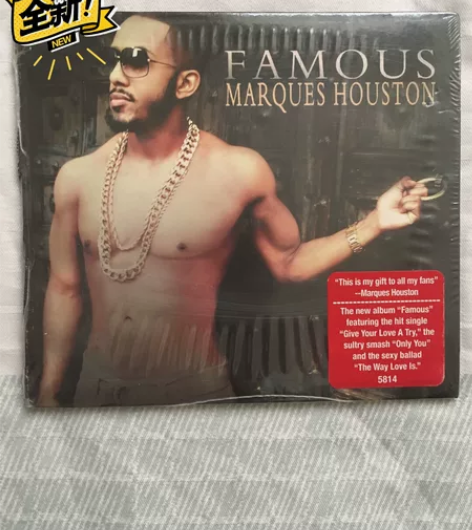 全新!
NEW
FAMOUS
MARQUES HOUSTON
"This is my gift to all my fans"
—Marques Houston
The new album "Famous"
featuring the hit single
"Give Your Love A Try," the
sultry smash "Only You"
and the sexy ballad
"The Way Love Is."
5814